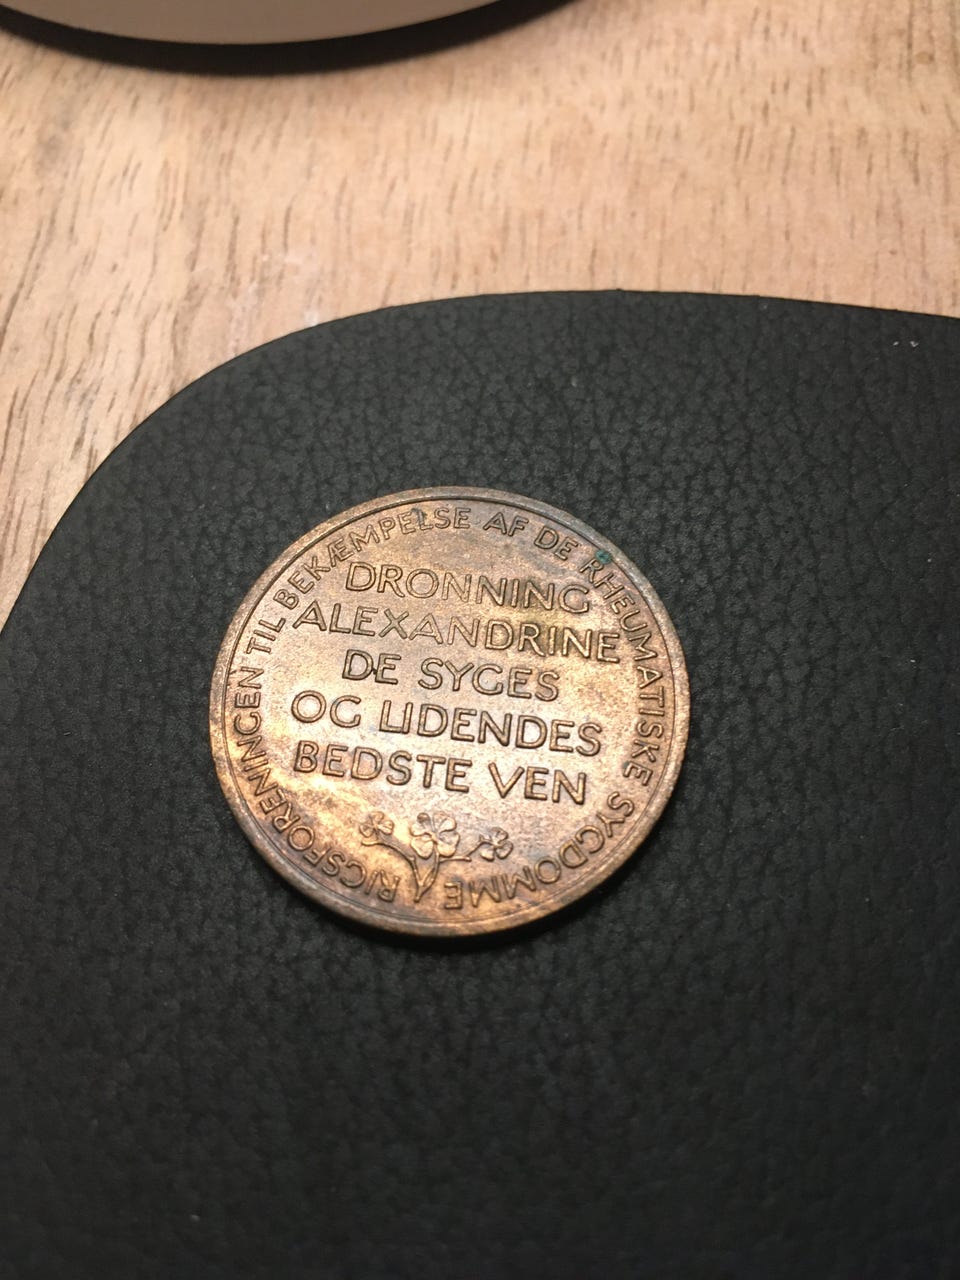 RIGSFORENINGEN TIL BEKÆMPELSE AF DE RHEUMATISKE SYGDOMME
DRONNING
ALEXANDRINE
DE SYGES
OG LIDENDES
BEDSTE VEN